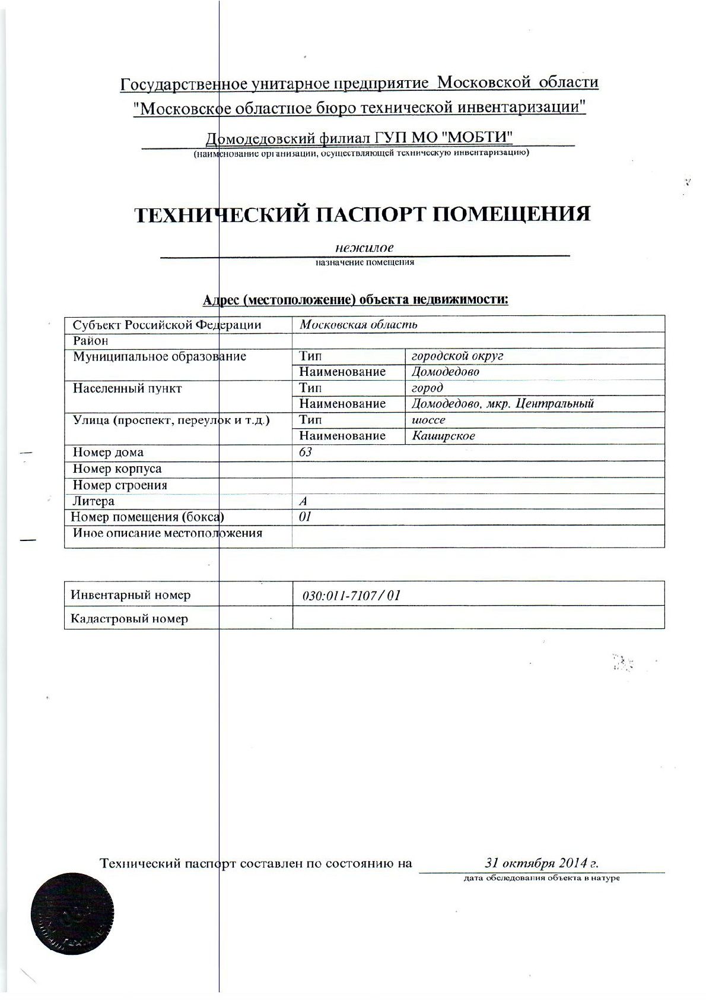 Государственное унитарное предприятие Московской области
"Московское областное бюро технической инвентаризации"
Домодедовский филиал ГУП МО "МОБТИ"
(наименование организации, осуществляющей техническую инвентаризацию)
ТЕХНИЧЕСКИЙ ПАСПОРТ ПОМЕЩЕНИЯ
нежилое
назначение помещения
Адрес (местоположение) объекта недвижимости:
Субъект Российской Федерации Московская область
Район
Муниципальное образование Тип городской округ
Наименование Домодедово
Населенный пункт Тип город
Наименование Домодедово, мкр. Центральный
Улица (проспект, переулок и т.д.) Тип шоссе
Наименование Каширское
Номер дома 63
Номер корпуса
Номер строения
Литера А
Номер помещения (бокса) 01
Иное описание местоположения
Инвентарный номер 030:011-7107/01
Кадастровый номер
Технический паспорт составлен по состоянию на 31 октября 2014 г.
дата обследования объекта в натуре